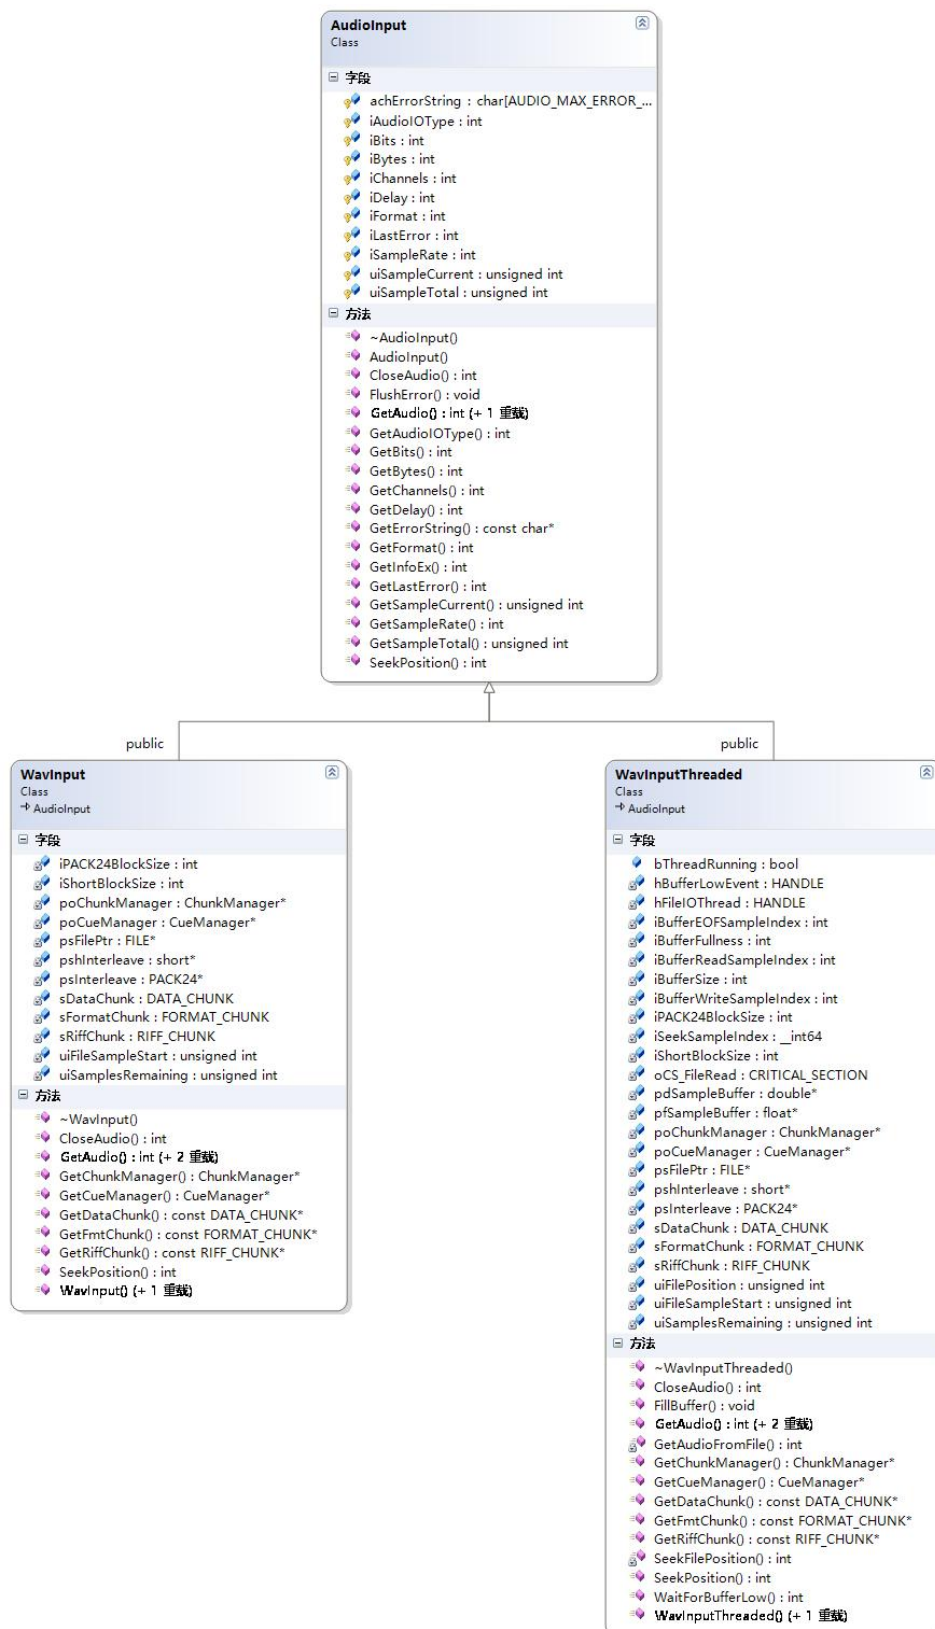 AudioInput
Class
字段
achErrorString : char[AUDIO_MAX_ERROR_...
iAudioIOType : int
iBits : int
iBytes : int
iChannels : int
iDelay : int
iFormat : int
iLastError : int
iSampleRate : int
uiSampleCurrent : unsigned int
uiSampleTotal : unsigned int
方法
~AudioInput()
AudioInput()
CloseAudio() : int
FlushError() : void
GetAudio() : int (+ 1 重载)
GetAudioIOType() : int
GetBits() : int
GetBytes() : int
GetChannels() : int
GetDelay() : int
GetErrorString() : const char*
GetFormat() : int
GetInfoEx() : int
GetLastError() : int
GetSampleCurrent() : unsigned int
GetSampleRate() : int
GetSampleTotal() : unsigned int
SeekPosition() : int
public
WavInput
Class
AudioInput
字段
iPACK24BlockSize : int
iShortBlockSize : int
poChunkManager : ChunkManager*
poCueManager : CueManager*
psFilePtr : FILE*
pshInterleave : short*
psInterleave : PACK24*
sDataChunk : DATA_CHUNK
sFormatChunk : FORMAT_CHUNK
sRiffChunk : RIFF_CHUNK
uiFileSampleStart : unsigned int
uiSamplesRemaining : unsigned int
方法
~WavInput()
CloseAudio() : int
GetAudio() : int (+ 2 重载)
GetChunkManager() : ChunkManager*
GetCueManager() : CueManager*
GetDataChunk() : const DATA_CHUNK*
GetFmtChunk() : const FORMAT_CHUNK*
GetRiffChunk() : const RIFF_CHUNK*
SeekPosition() : int
WavInput() (+ 1 重载)
public
WavInputThreaded
Class
AudioInput
字段
bThreadRunning : bool
hBufferLowEvent : HANDLE
hFileIOThread : HANDLE
iBufferEOFSampleIndex : int
iBufferFullness : int
iBufferReadSampleIndex : int
iBufferSize : int
iBufferWriteSampleIndex : int
iPACK24BlockSize : int
iSeekSampleIndex : __int64
iShortBlockSize : int
oCS_FileRead : CRITICAL_SECTION
pdSampleBuffer : double*
pfSampleBuffer : float*
poChunkManager : ChunkManager*
poCueManager : CueManager*
psFilePtr : FILE*
pshInterleave : short*
psInterleave : PACK24*
sDataChunk : DATA_CHUNK
sFormatChunk : FORMAT_CHUNK
sRiffChunk : RIFF_CHUNK
uiFilePosition : unsigned int
uiFileSampleStart : unsigned int
uiSamplesRemaining : unsigned int
方法
~WavInputThreaded()
CloseAudio() : int
FillBuffer() : void
GetAudio() : int (+ 2 重载)
GetAudioFromFile() : int
GetChunkManager() : ChunkManager*
GetCueManager() : CueManager*
GetDataChunk() : const DATA_CHUNK*
GetFmtChunk() : const FORMAT_CHUNK*
GetRiffChunk() : const RIFF_CHUNK*
SeekFilePosition() : int
SeekPosition() : int
WaitForBufferLow() : int
WavInputThreaded() (+ 1 重载)